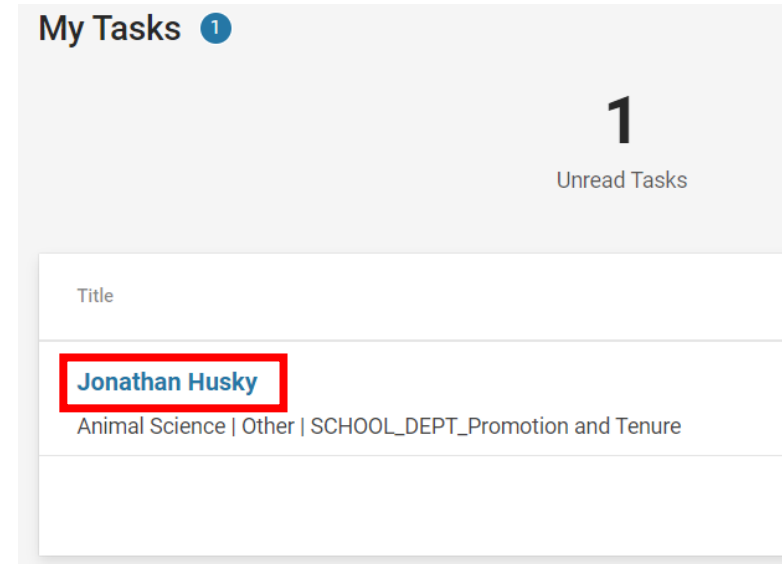 My Tasks 1
1
Unread Tasks
Title
Jonathan Husky
Animal Science | Other | SCHOOL_DEPT_Promotion and Tenure